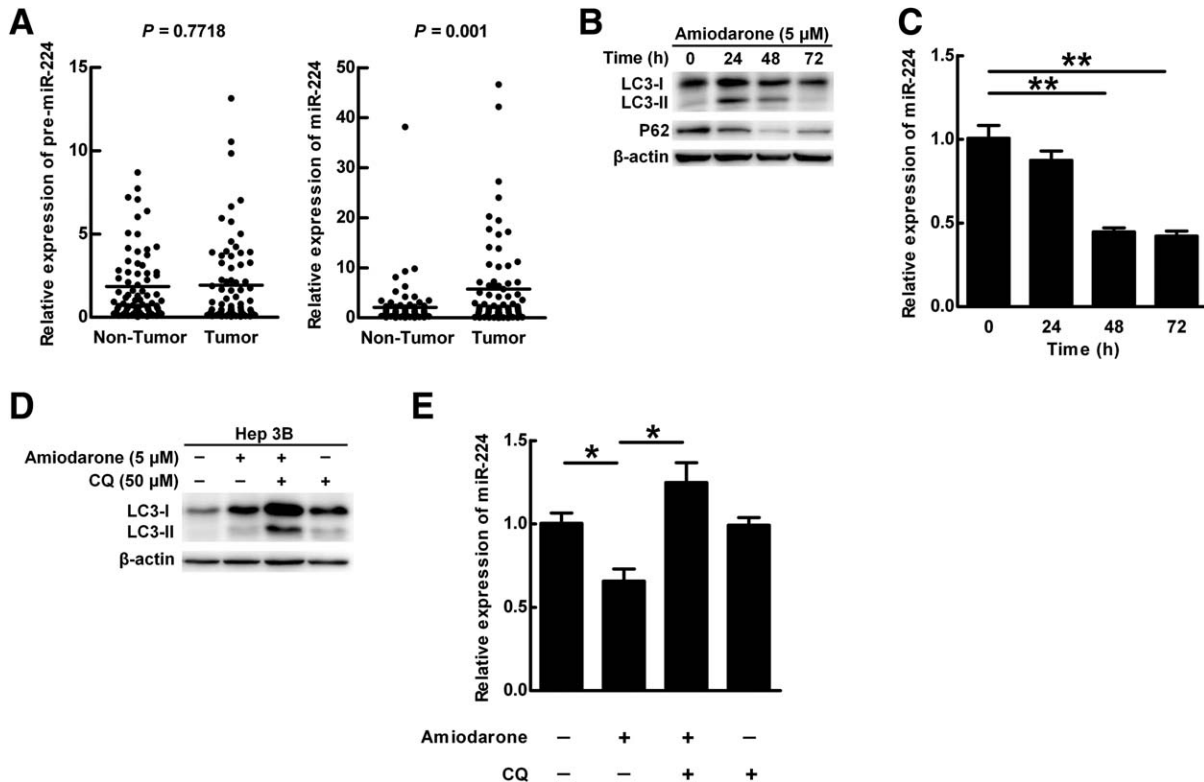 A
P = 0.7718
Relative expression of pre-miR-224
15
10
5
0
Non-Tumor Tumor
P = 0.001
Relative expression of miR-224
50
40
30
20
10
0
Non-Tumor Tumor
B
Amiodarone (5 μM)
Time (h) 0 24 48 72
LC3-I
LC3-II
P62
β-actin
C
Relative expression of miR-224
1.5
1.0
0.5
0.0
** 
**
0 24 48 72
Time (h)
D
Hep 3B
Amiodarone (5 μM) – + + –
CQ (50 μM) – – + +
LC3-I
LC3-II
β-actin
E
Relative expression of miR-224
1.5
1.0
0.5
0.0
* *
Amiodarone – + + –
CQ – – + +